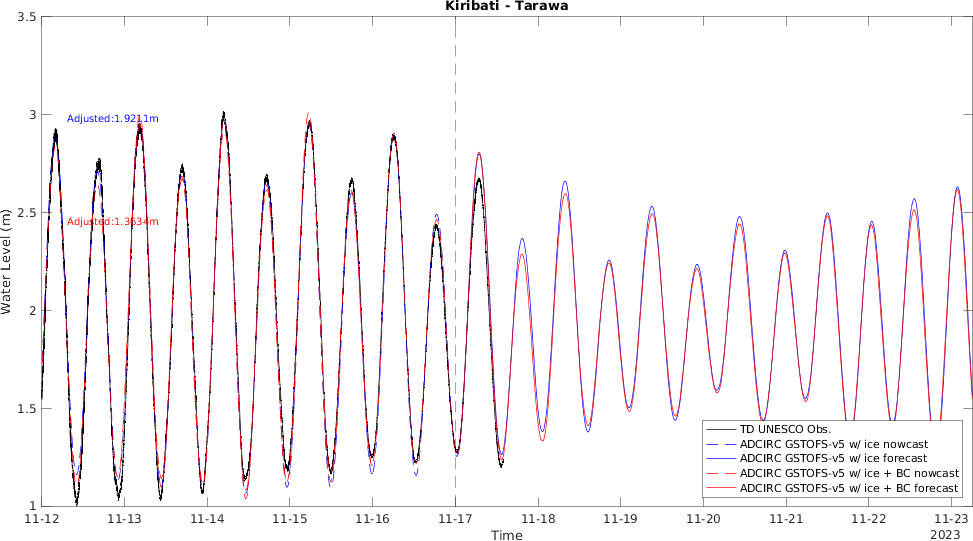 Kiribati - Tarawa
3.5
3
2.5
2
1.5
1
Water Level (m)
Adjusted:1.9211m
Adjusted:1.3634m
TD UNESCO Obs.
ADCIRC GSTOFS-v5 w/ ice nowcast
ADCIRC GSTOFS-v5 w/ ice forecast
ADCIRC GSTOFS-v5 w/ ice + BC nowcast
ADCIRC GSTOFS-v5 w/ ice + BC forecast
11-12 11-13 11-14 11-15 11-16 11-17 11-18 11-19 11-20 11-21 11-22 11-23
Time
2023